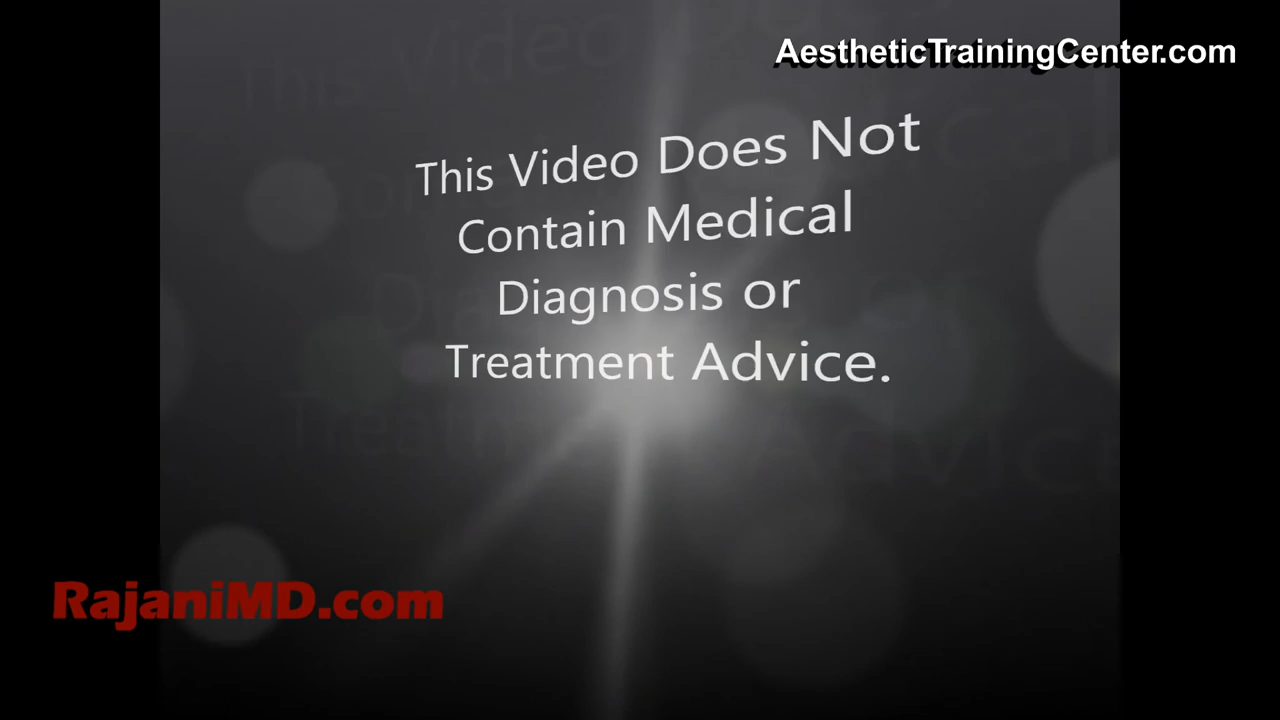 AestheticTrainingCenter.com
This Video Does Not
Contain Medical
Diagnosis or
Treatment Advice.
RajaniMD.com